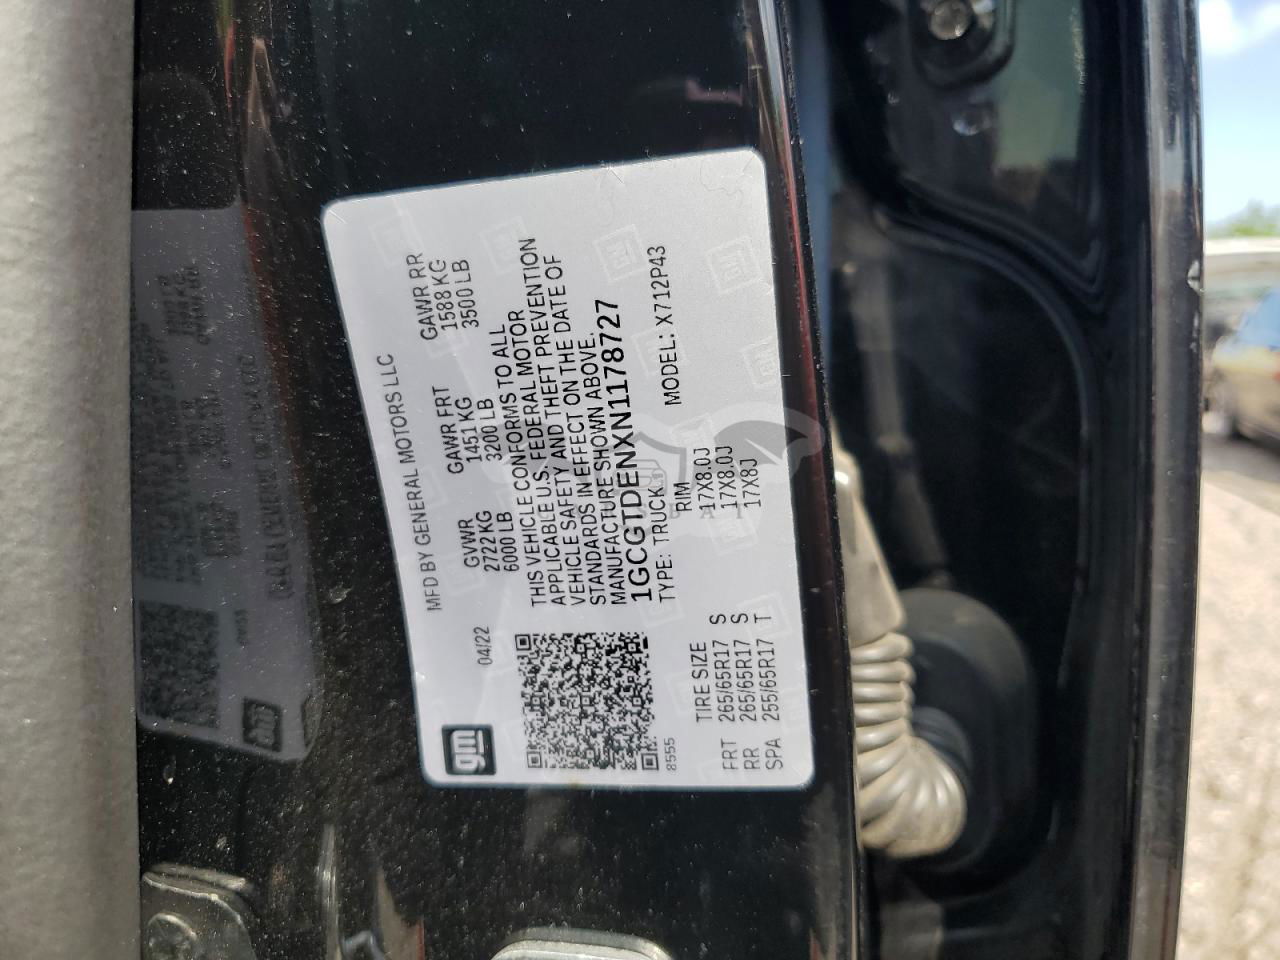 MFD BY GENERAL MOTORS LLC
04/22
GVWR GAWR FRT GAWR RR
2722 KG 1451 KG 1588 KG
6000 LB 3200 LB 3500 LB
THIS VEHICLE CONFORMS TO ALL
APPLICABLE U.S. FEDERAL MOTOR
VEHICLE SAFETY AND THEFT PREVENTION
STANDARDS IN EFFECT ON THE DATE OF
MANUFACTURE SHOWN ABOVE.
1GCGTDENXN1178727
TYPE: TRUCK MODEL: X712P43
gm
8555
TIRE SIZE RIM
FRT 265/65R17 S 17X8.0J
RR 265/65R17 S 17X8.0J
SPA 255/65R17 T 17X8J